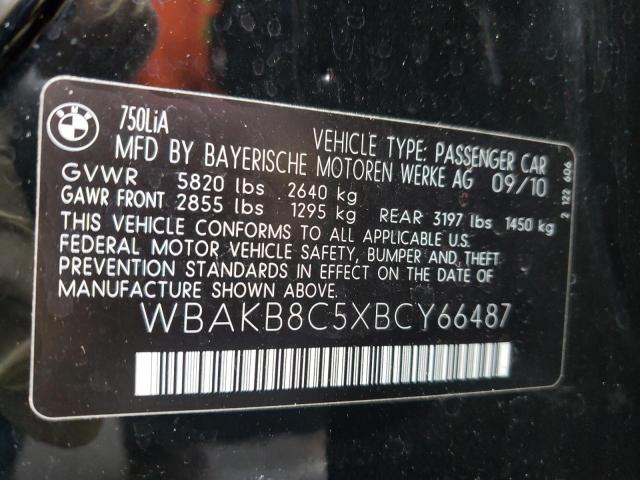 BMW
750LiA
VEHICLE TYPE: PASSENGER CAR
MFD BY BAYERISCHE MOTOREN WERKE AG 09/10
GVWR 5820 lbs 2640 kg
GAWR FRONT 2855 lbs 1295 kg REAR 3197 lbs 1450 kg
THIS VEHICLE CONFORMS TO ALL APPLICABLE U.S.
FEDERAL MOTOR VEHICLE SAFETY, BUMPER AND THEFT
PREVENTION STANDARDS IN EFFECT ON THE DATE OF
MANUFACTURE SHOWN ABOVE.
WBAKB8C5XBCY66487
2 122 606